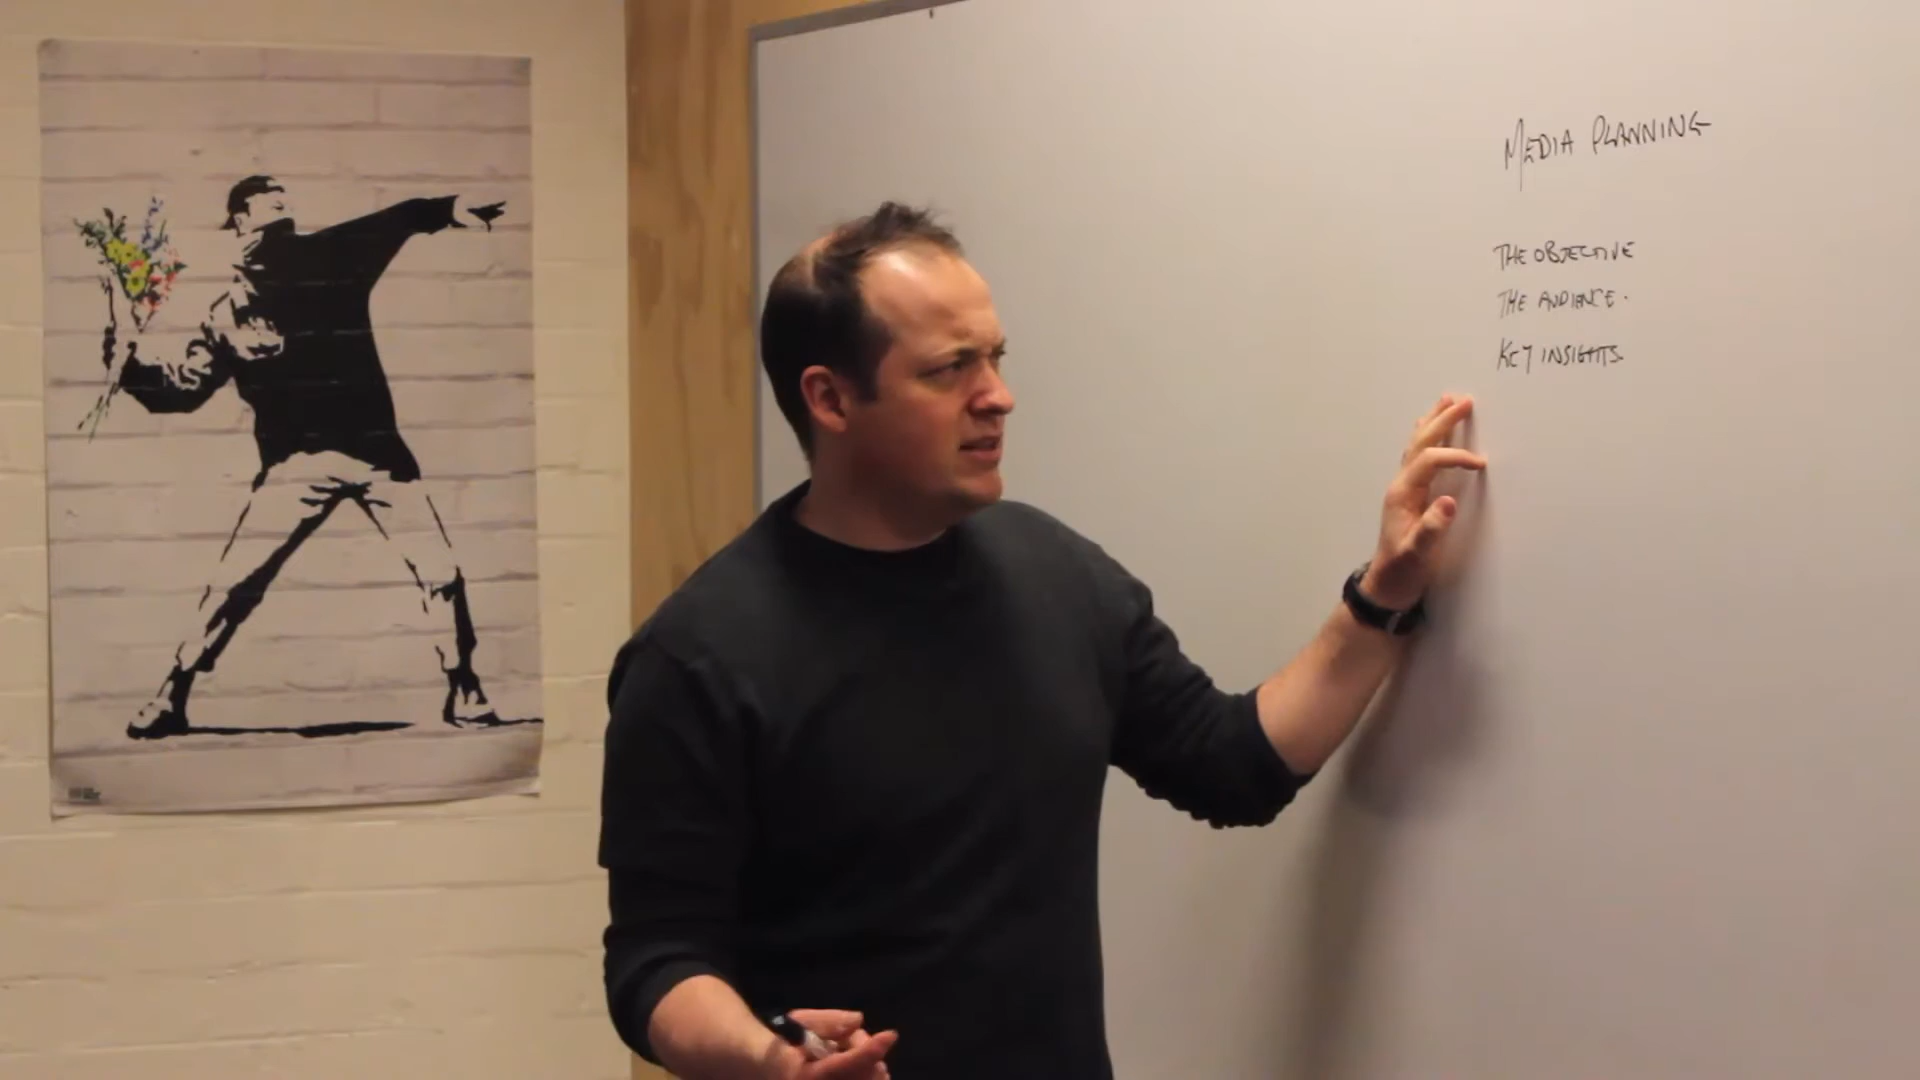 MEDIA PLANNING
THE OBJECTIVE
THE AUDIENCE.
KEY INSIGHTS